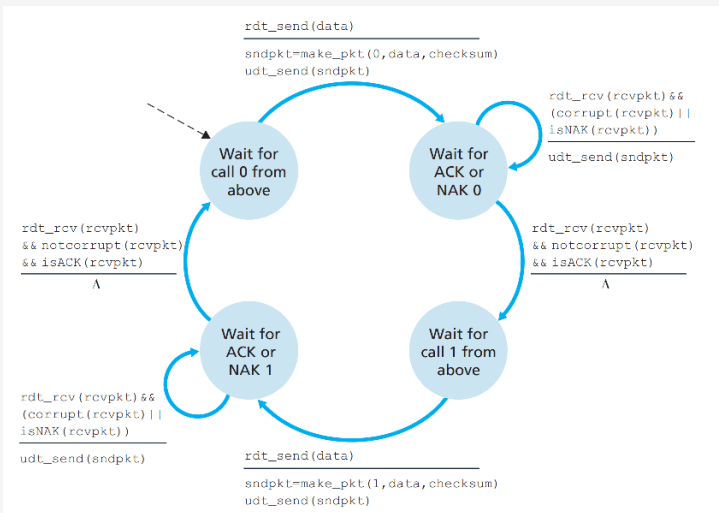 rdt_send(data)
sndpkt=make_pkt(0,data,checksum)
udt_send(sndpkt)
rdt_rcv(rcvpkt)&&
(corrupt(rcvpkt)||
isNAK(rcvpkt))
udt_send(sndpkt)
Wait for
call 0 from
above
Wait for
ACK or
NAK 0
rdt_rcv(rcvpkt)
&& notcorrupt(rcvpkt)
&& isACK(rcvpkt)
Λ
rdt_rcv(rcvpkt)
&& notcorrupt(rcvpkt)
&& isACK(rcvpkt)
Λ
Wait for
ACK or
NAK 1
Wait for
call 1 from
above
rdt_rcv(rcvpkt)&&
(corrupt(rcvpkt)||
isNAK(rcvpkt))
udt_send(sndpkt)
rdt_send(data)
sndpkt=make_pkt(1,data,checksum)
udt_send(sndpkt)